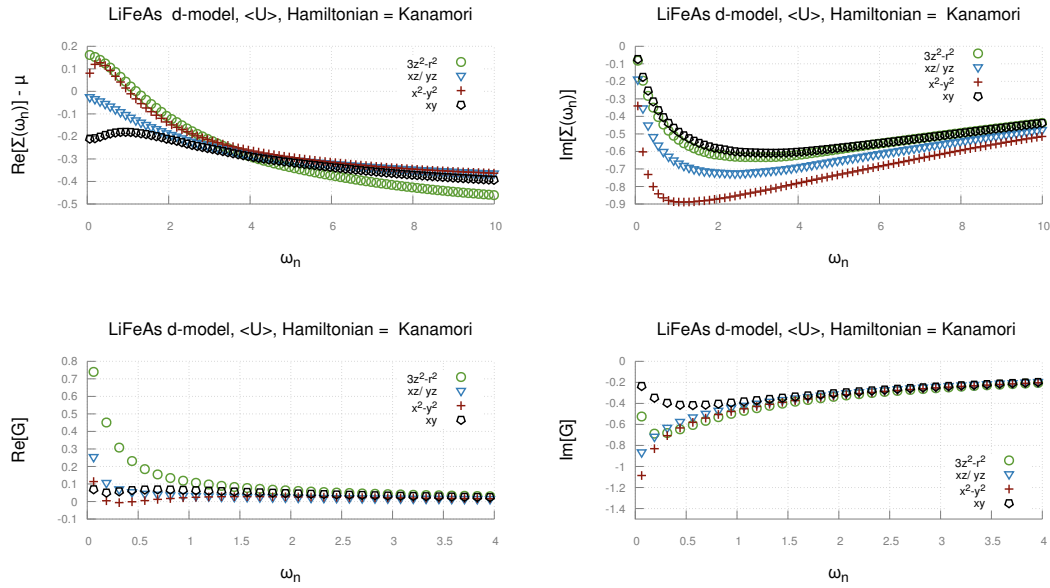 LiFeAs d-model, <U>, Hamiltonian = Kanamori
Re[Σ(ω_n)] - μ
0.2
0.1
0
-0.1
-0.2
-0.3
-0.4
-0.5
3z²-r²
xz/ yz
x²-y²
xy
0 2 4 6 8 10
ω_n
LiFeAs d-model, <U>, Hamiltonian = Kanamori
Im[Σ(ω_n)]
0
-0.1
-0.2
-0.3
-0.4
-0.5
-0.6
-0.7
-0.8
-0.9
3z²-r²
xz/ yz
x²-y²
xy
0 2 4 6 8 10
ω_n
LiFeAs d-model, <U>, Hamiltonian = Kanamori
Re[G]
0.8
0.7
0.6
0.5
0.4
0.3
0.2
0.1
0
-0.1
3z²-r²
xz/ yz
x²-y²
xy
0 0.5 1 1.5 2 2.5 3 3.5 4
ω_n
LiFeAs d-model, <U>, Hamiltonian = Kanamori
Im[G]
0
-0.2
-0.4
-0.6
-0.8
-1
-1.2
-1.4
3z²-r²
xz/ yz
x²-y²
xy
0 0.5 1 1.5 2 2.5 3 3.5 4
ω_n